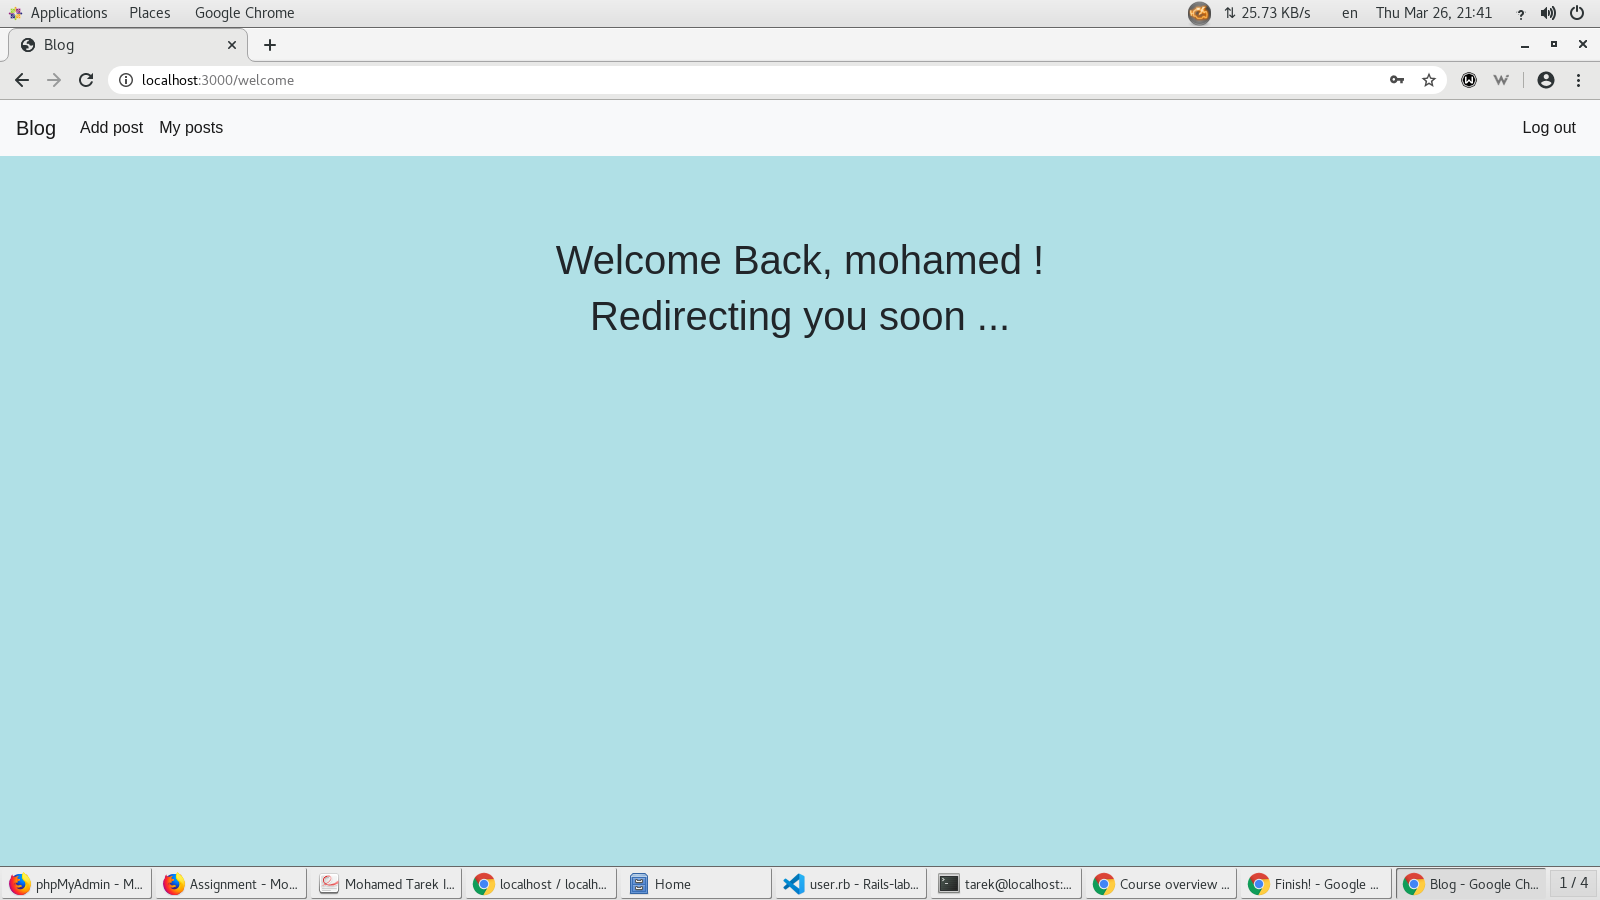 Applications Places Google Chrome 25.73 KB/s en Thu Mar 26, 21:41
Blog
localhost:3000/welcome
Blog Add post My posts Log out
Welcome Back, mohamed !
Redirecting you soon ...
phpMyAdmin - M... Assignment - Mo... Mohamed Tarek I... localhost / localh... Home user.rb - Rails-lab... tarek@localhost:... Course overview ... Finish! - Google ... Blog - Google Ch... 1 / 4